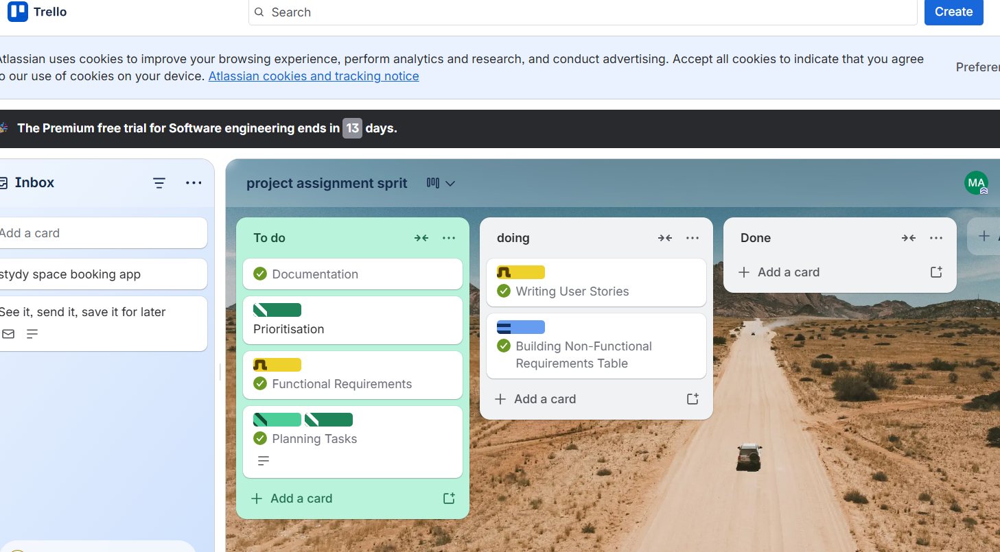 Trello
Search
Create
Atlassian uses cookies to improve your browsing experience, perform analytics and research, and conduct advertising. Accept all cookies to indicate that you agree
to our use of cookies on your device. Atlassian cookies and tracking notice
The Premium free trial for Software engineering ends in 13 days.
Inbox
Add a card
stydy space booking app
See it, send it, save it for later
project assignment sprit
MA
To do
Documentation
Prioritisation
Functional Requirements
Planning Tasks
Add a card
doing
Writing User Stories
Building Non-Functional
Requirements Table
Add a card
Done
Add a card